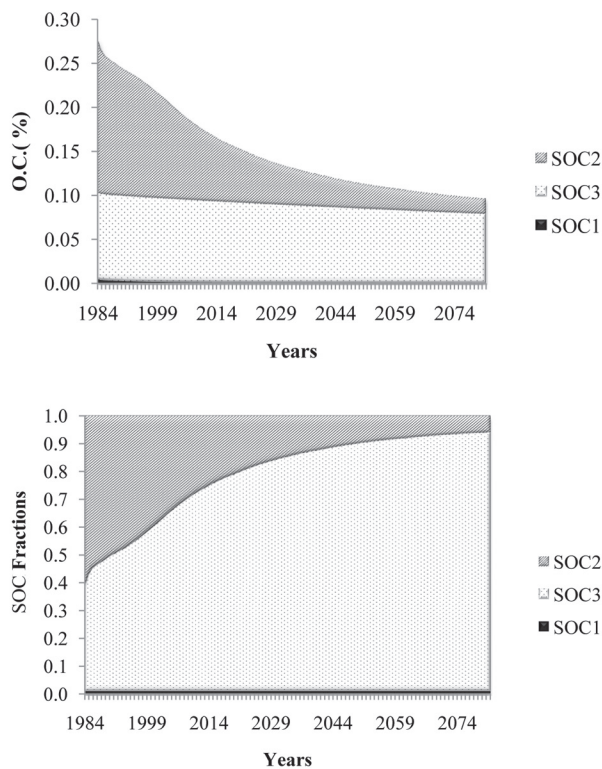 0.30
0.25
0.20
0.15
0.10
0.05
0.00
O.C.( %)
1984 1999 2014 2029 2044 2059 2074
Years
SOC2
SOC3
SOC1
1.0
0.9
0.8
0.7
0.6
0.5
0.4
0.3
0.2
0.1
0.0
SOC Fractions
1984 1999 2014 2029 2044 2059 2074
Years
SOC2
SOC3
SOC1